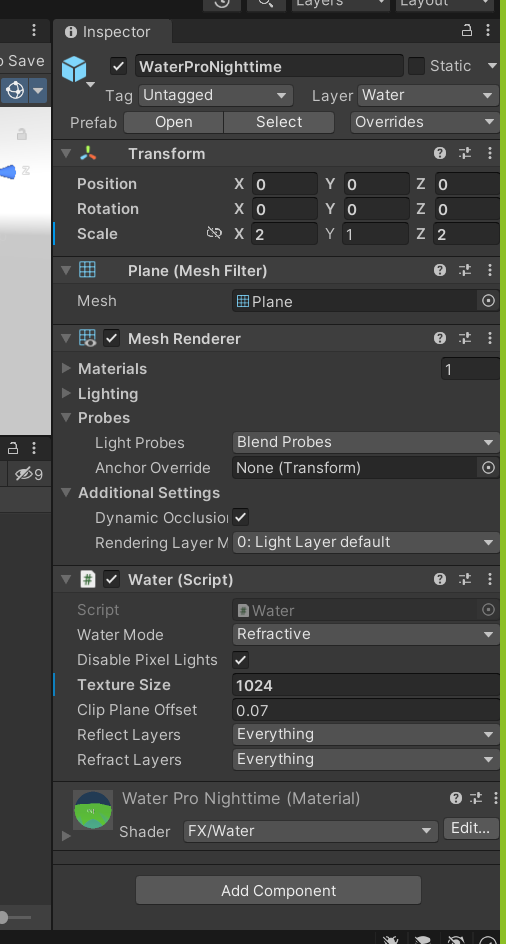 Layers
Layout
Inspector
Save
WaterProNighttime
Static
Tag Untagged Layer Water
Prefab Open Select Overrides
Transform
Position X 0 Y 0 Z 0
Rotation X 0 Y 0 Z 0
Scale X 2 Y 1 Z 2
Plane (Mesh Filter)
Mesh Plane
Mesh Renderer
Materials 1
Lighting
Probes
Light Probes Blend Probes
9
Anchor Override None (Transform)
Additional Settings
Dynamic Occlusio
Rendering Layer M 0: Light Layer default
Water (Script)
Script Water
Water Mode Refractive
Disable Pixel Lights
Texture Size 1024
Clip Plane Offset 0.07
Reflect Layers Everything
Refract Layers Everything
Water Pro Nighttime (Material)
Shader FX/Water Edit...
Add Component